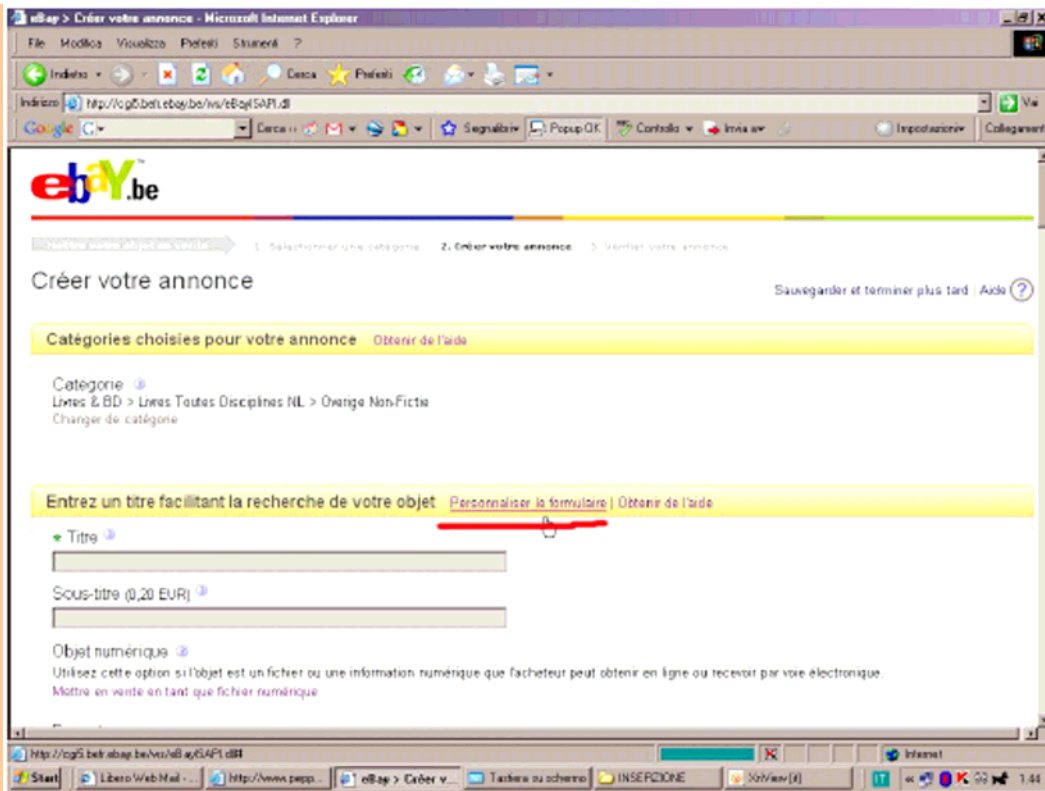 eBay > Créer votre annonce - Microsoft Internet Explorer
File Modifica Visualizza Preferiti Strumenti ?
Indietro Cerca Preferiti
Indirizzo http://cgi5.befr.ebay.be/ws/eBayISAPI.dll Vai
Google Cerca Segnalibri Popup OK Controlla Invia a Impostazioni Collegament
ebay.be
1. Sélectionner une catégorie 2. Créer votre annonce 3. Vérifier votre annonce
Créer votre annonce
Sauvegarder et terminer plus tard | Aide ?
Catégories choisies pour votre annonce Obtenir de l'aide
Catégorie
Livres & BD > Livres Toutes Disciplines NL > Overige Non-Fictie
Changer de catégorie
Entrez un titre facilitant la recherche de votre objet Personnaliser le formulaire | Obtenir de l'aide
* Titre
Sous-titre (0,20 EUR)
Objet numérique
Utilisez cette option si l'objet est un fichier ou une information numérique que l'acheteur peut obtenir en ligne ou recevoir par voie électronique.
Mettre en vente en tant que fichier numérique
http://cgi5.befr.ebay.be/ws/eBayISAPI.dll# Internet
Start Libero WebMail - ... http://www.pepp... eBay > Créer v... Tastiera su schermo INSERZIONE XnView [4] IT « 1.44